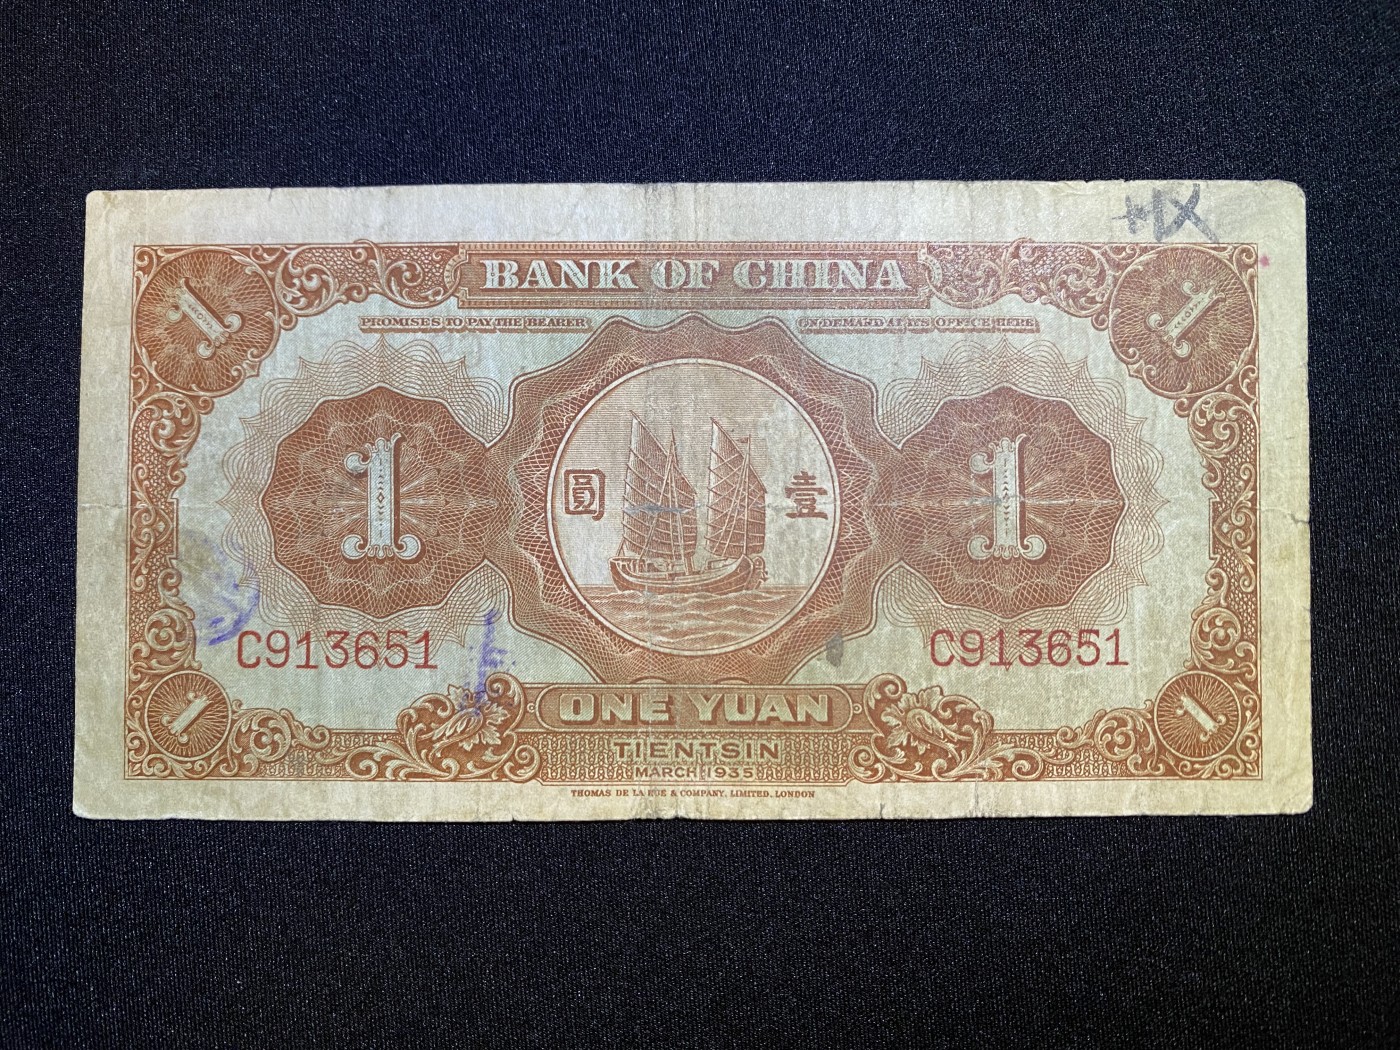 BANK OF CHINA
PROMISES TO PAY THE BEARER ON DEMAND AT ITS OFFICE HERE
1 1
1 1
圓 壹
C913651 C913651
1 1
ONE YUAN
TIENTSIN
MARCH 1935
THOMAS DE LA RUE & COMPANY, LIMITED, LONDON